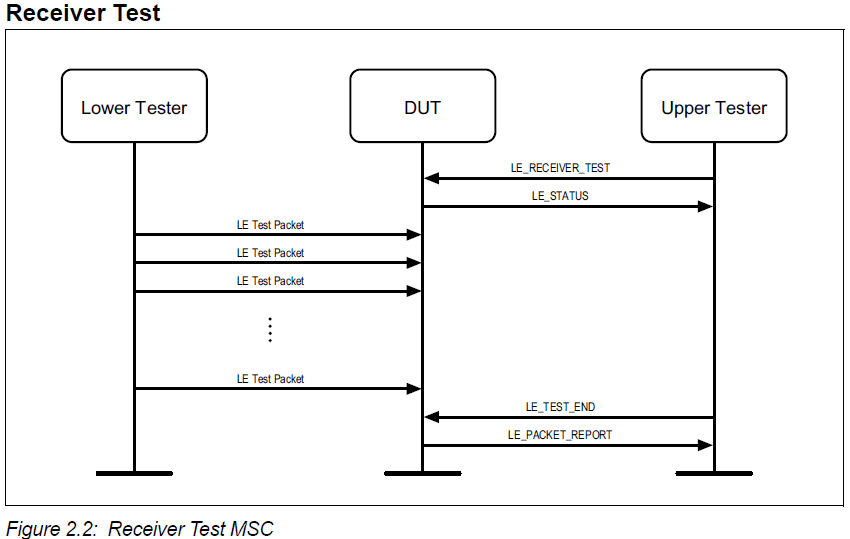 Receiver Test
Lower Tester
DUT
Upper Tester
LE_RECEIVER_TEST
LE_STATUS
LE Test Packet
LE Test Packet
LE Test Packet
LE Test Packet
LE_TEST_END
LE_PACKET_REPORT
Figure 2.2: Receiver Test MSC